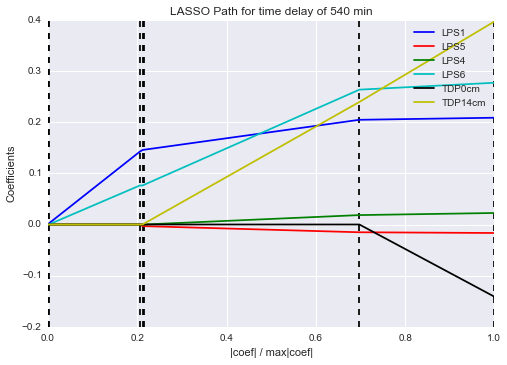 LASSO Path for time delay of 540 min
0.4
0.3
0.2
0.1
0.0
−0.1
−0.2
Coefficients
LPS1
LPS5
LPS4
LPS6
TDP0cm
TDP14cm
0.0 0.2 0.4 0.6 0.8 1.0
|coef| / max|coef|